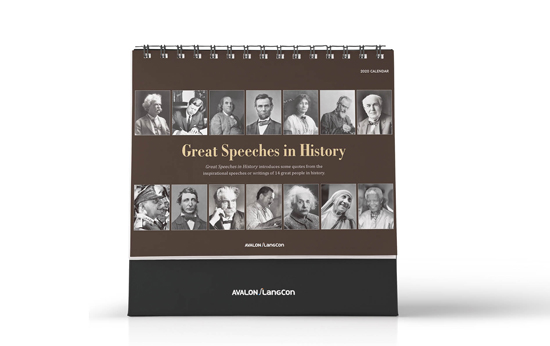 2020 CALENDAR
Great Speeches in History
Great Speeches in History introduces some quotes from the
inspirational speeches or writings of 14 great people in history
AVALON /LangCon
AVALON /LangCon